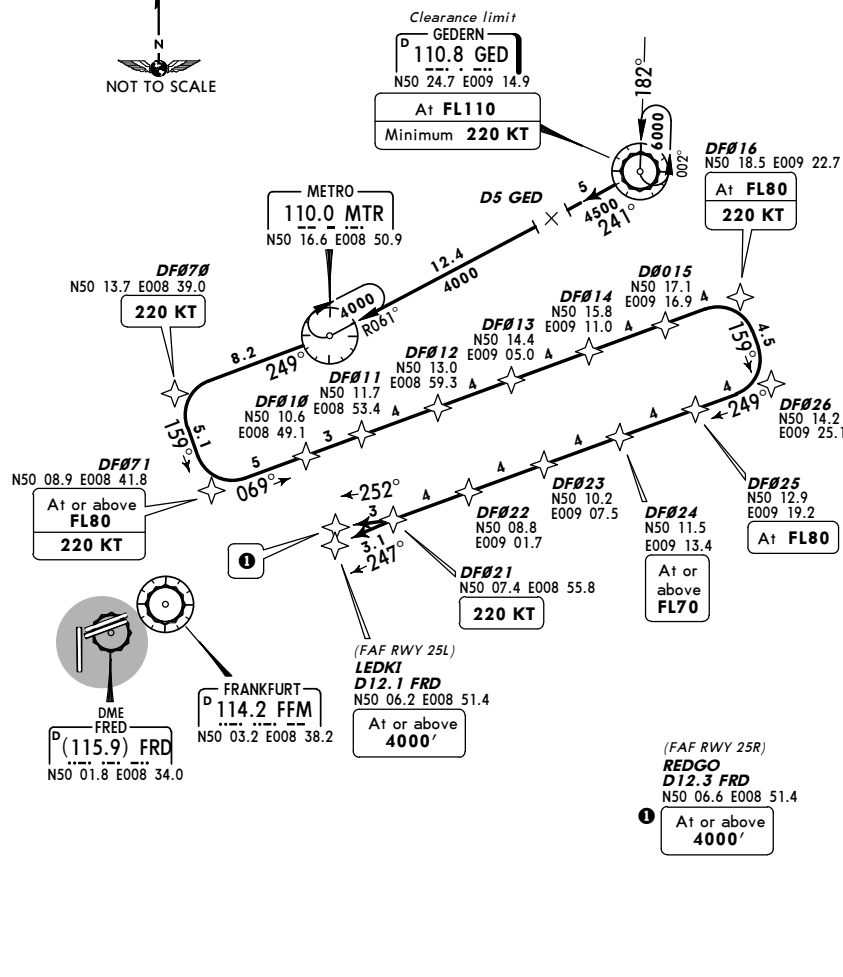 N
NOT TO SCALE
Clearance limit
GEDERN
D 110.8 GED
N50 24.7 E009 14.9
At FL110
Minimum 220 KT
182°
6000
002°
5
4500
241°
D5 GED
12.4
4000
METRO
110.0 MTR
N50 16.6 E008 50.9
4000
R061°
8.2
249°
DFØ7Ø
N50 13.7 E008 39.0
220 KT
159°
5.1
DFØ71
N50 08.9 E008 41.8
At or above
FL80
220 KT
5
069°
DFØ1Ø
N50 10.6
E008 49.1
3
DFØ11
N50 11.7
E008 53.4
4
DFØ12
N50 13.0
E008 59.3
4
DFØ13
N50 14.4
E009 05.0
4
DFØ14
N50 15.8
E009 11.0
4
DØ015
N50 17.1
E009 16.9
4
DFØ16
N50 18.5 E009 22.7
At FL80
220 KT
159°
4.5
DFØ26
N50 14.2
E009 25.1
4
249°
DFØ25
N50 12.9
E009 19.2
At FL80
4
DFØ24
N50 11.5
E009 13.4
At or
above
FL70
4
DFØ23
N50 10.2
E009 07.5
4
DFØ22
N50 08.8
E009 01.7
4
DFØ21
N50 07.4 E008 55.8
220 KT
252°
3
3.1
247°
1
(FAF RWY 25L)
LEDKI
D12.1 FRD
N50 06.2 E008 51.4
At or above
4000'
FRANKFURT
D 114.2 FFM
N50 03.2 E008 38.2
DME
FRED
D (115.9) FRD
N50 01.8 E008 34.0
(FAF RWY 25R)
REDGO
D12.3 FRD
N50 06.6 E008 51.4
1 At or above
4000'